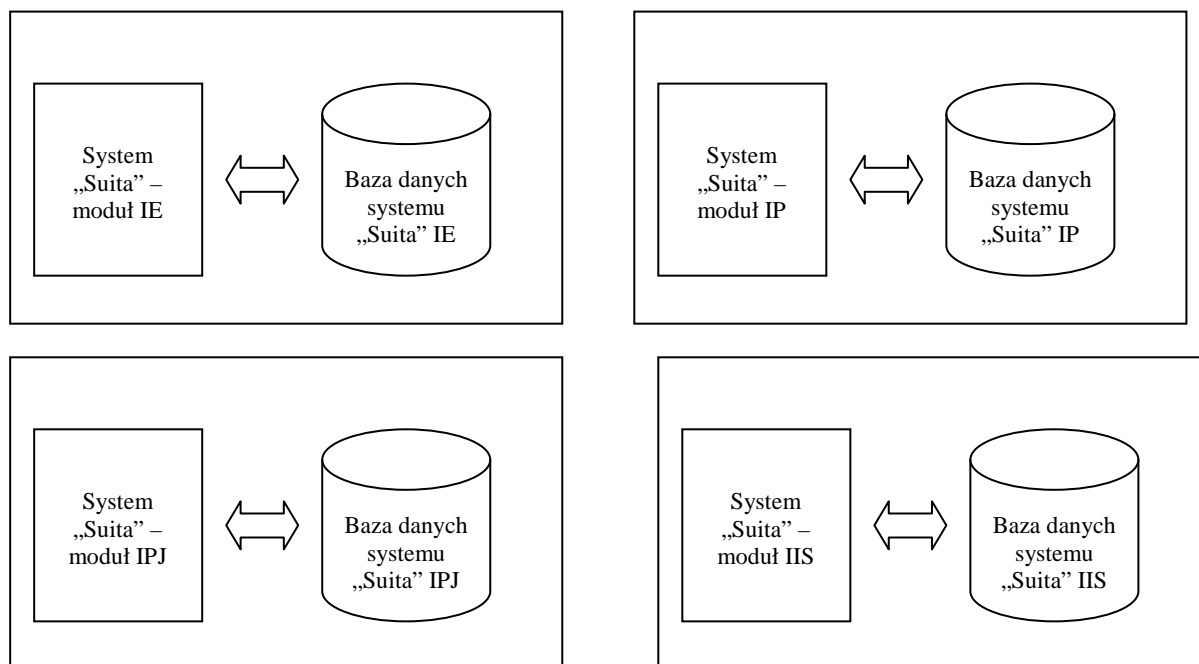 System
„Suita” –
moduł IE
Baza danych
systemu
„Suita” IE
System
„Suita” –
moduł IP
Baza danych
systemu
„Suita” IP
System
„Suita” –
moduł IPJ
Baza danych
systemu
„Suita” IPJ
System
„Suita” –
moduł IIS
Baza danych
systemu
„Suita” IIS